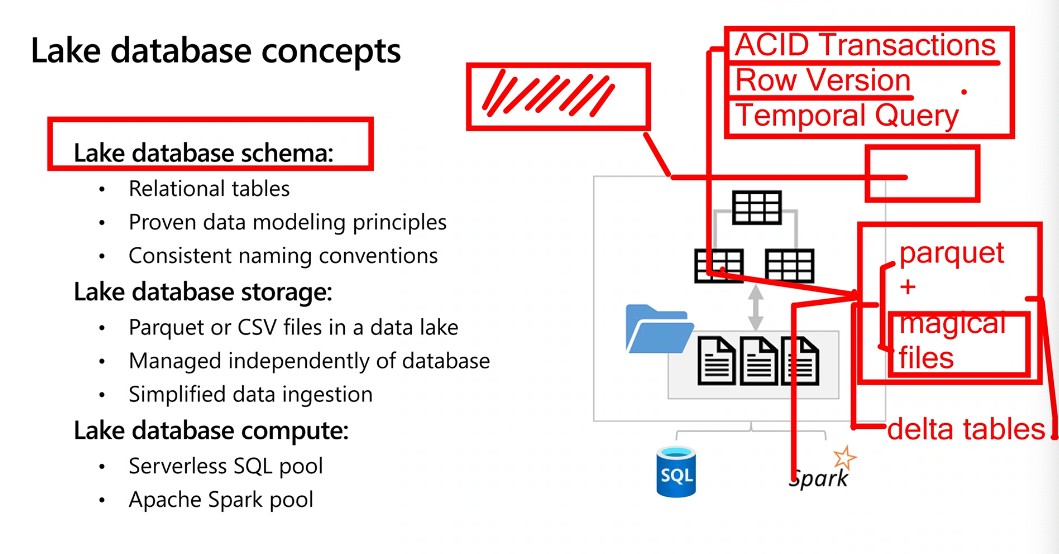 Lake database concepts
Lake database schema:
• Relational tables
• Proven data modeling principles
• Consistent naming conventions
Lake database storage:
• Parquet or CSV files in a data lake
• Managed independently of database
• Simplified data ingestion
Lake database compute:
• Serverless SQL pool
• Apache Spark pool
ACID Transactions
Row Version
Temporal Query
parquet
+
magical
files
delta tables
SQL
Spark